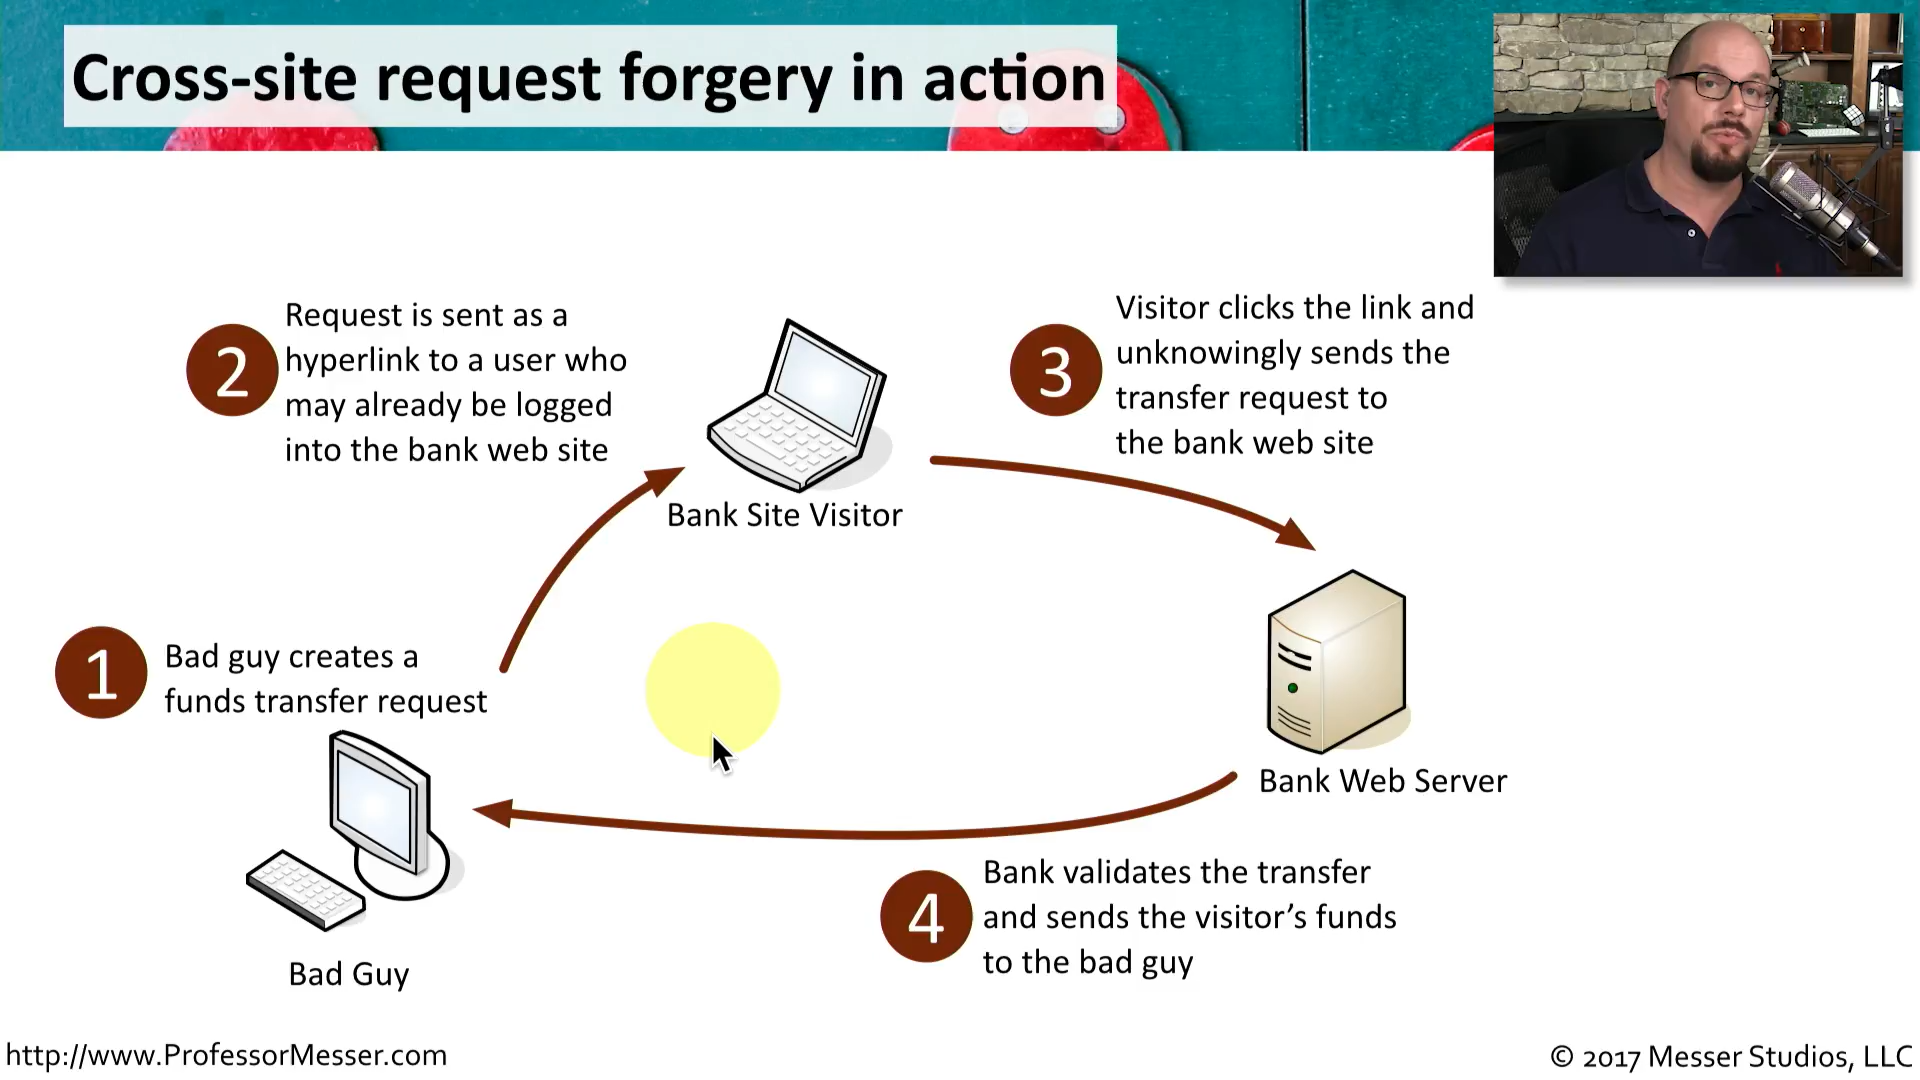 Cross-site request forgery in action
2
Request is sent as a
hyperlink to a user who
may already be logged
into the bank web site
3
Visitor clicks the link and
unknowingly sends the
transfer request to
the bank web site
Bank Site Visitor
1
Bad guy creates a
funds transfer request
Bank Web Server
4
Bank validates the transfer
and sends the visitor’s funds
to the bad guy
Bad Guy
http://www.ProfessorMesser.com
© 2017 Messer Studios, LLC